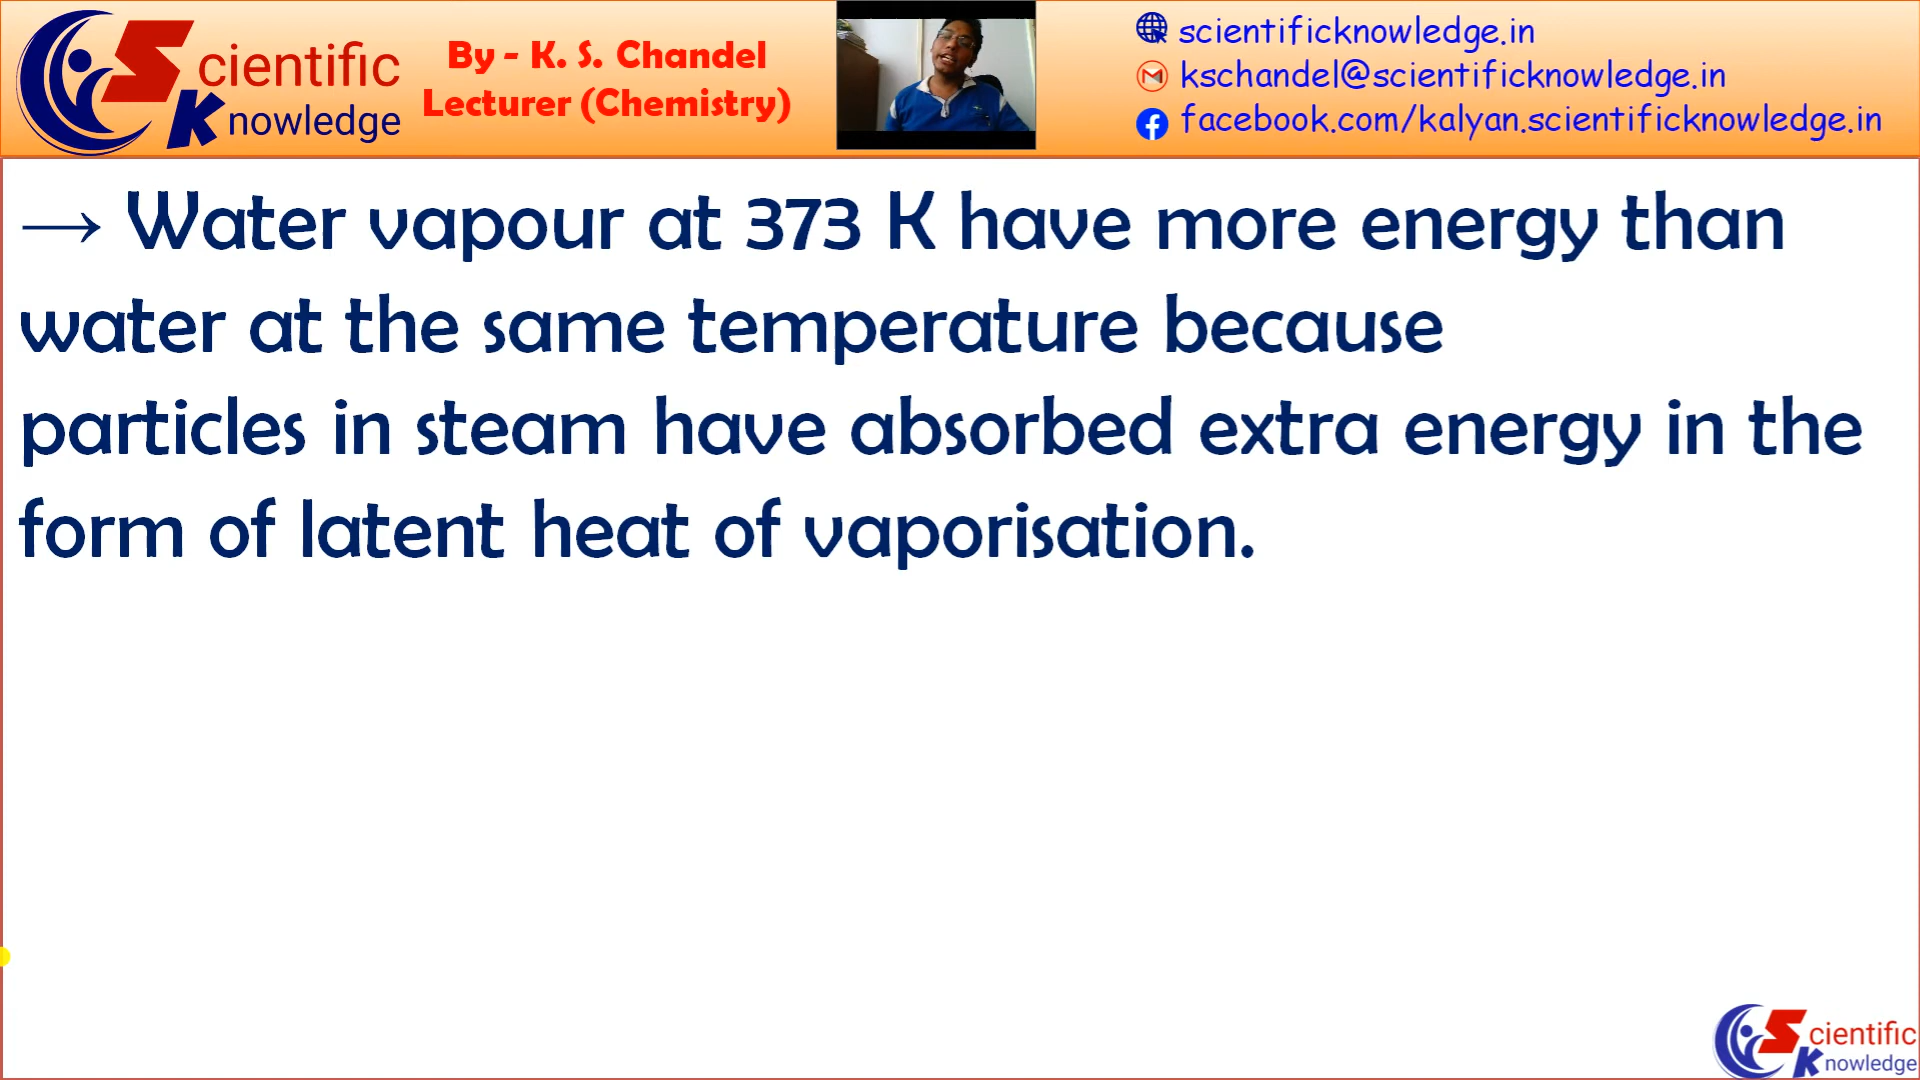 Scientific
Knowledge
By - K. S. Chandel
Lecturer (Chemistry)
scientificknowledge.in
kschandel@scientificknowledge.in
facebook.com/kalyan.scientificknowledge.in
→ Water vapour at 373 K have more energy than
water at the same temperature because
particles in steam have absorbed extra energy in the
form of latent heat of vaporisation.
Scientific
Knowledge